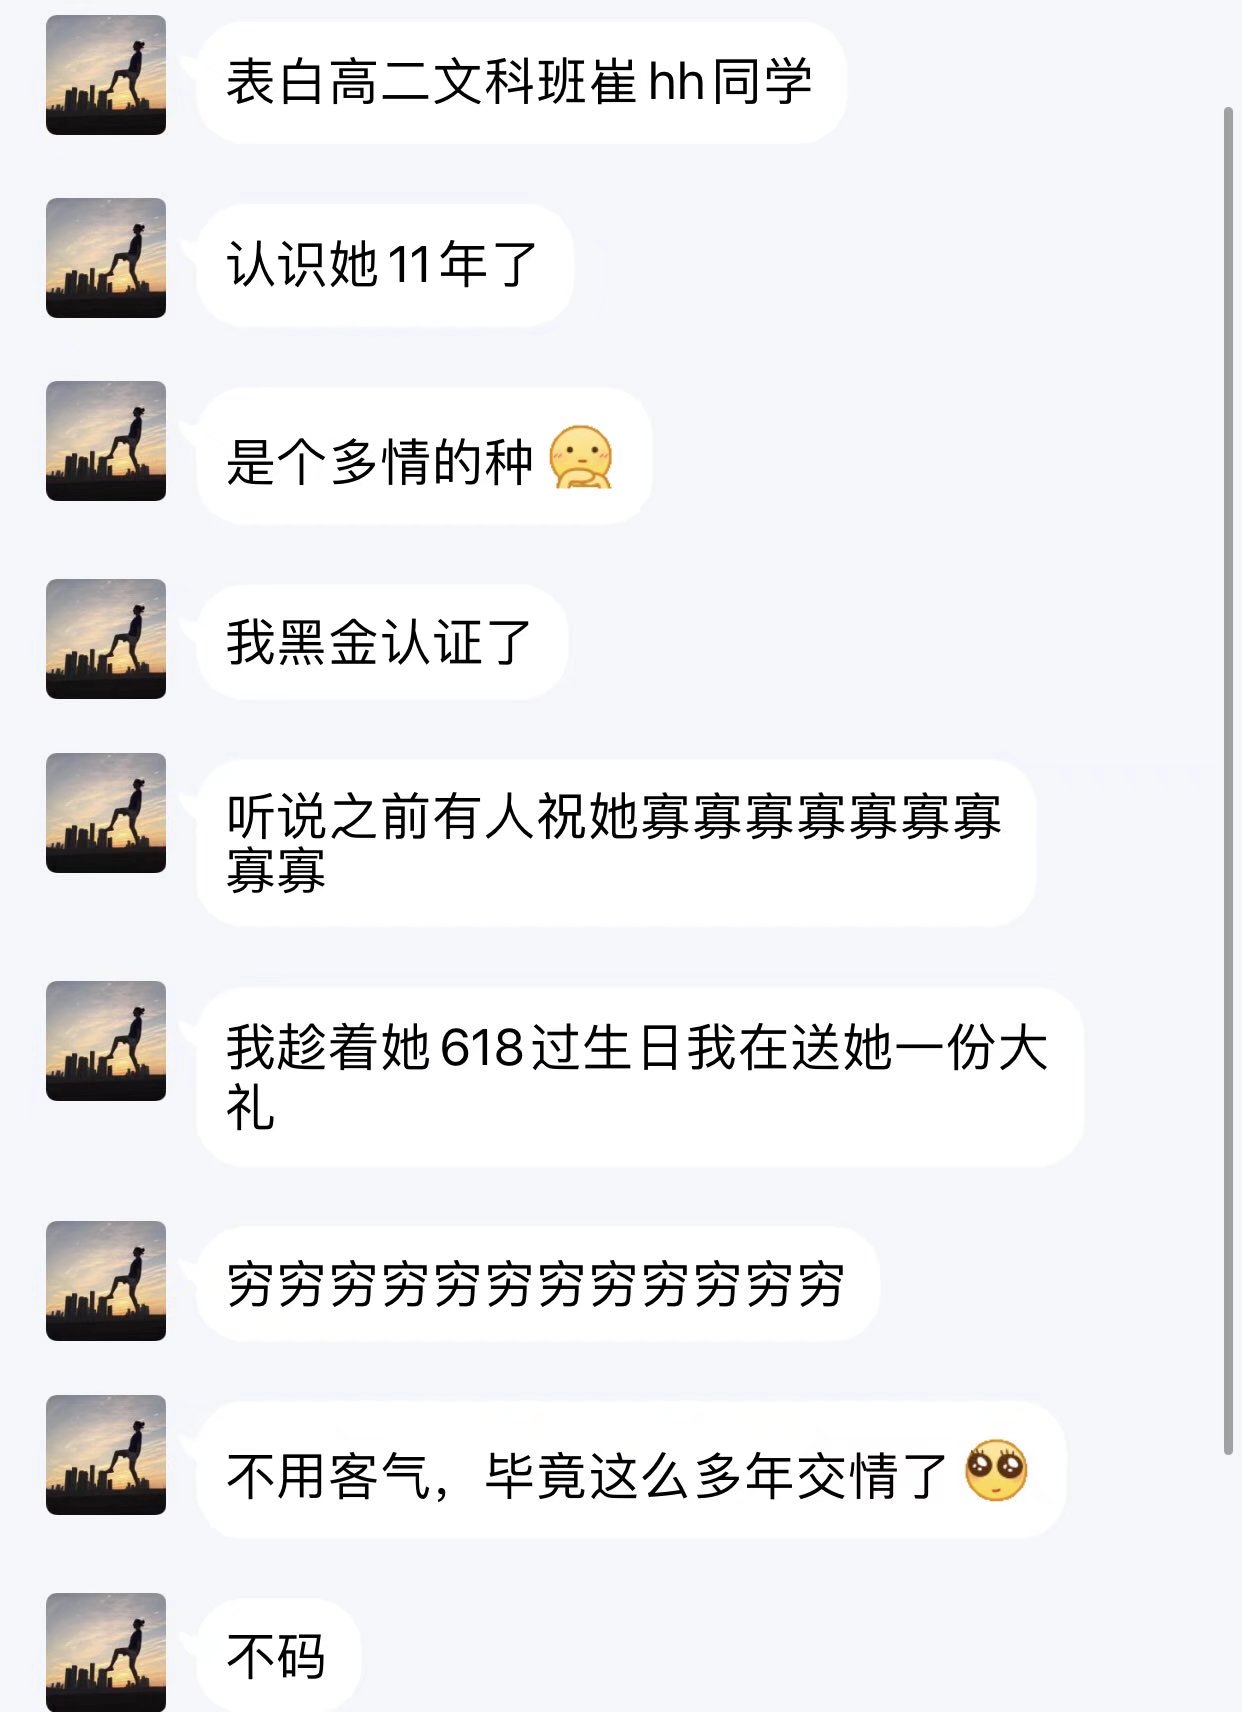 表白高二文科班崔hh同学
认识她11年了
是个多情的种
我黑金认证了
听说之前有人祝她寡寡寡寡寡寡寡
寡寡
我趁着她618过生日我在送她一份大
礼
穷穷穷穷穷穷穷穷穷穷穷穷
不用客气，毕竟这么多年交情了
不码